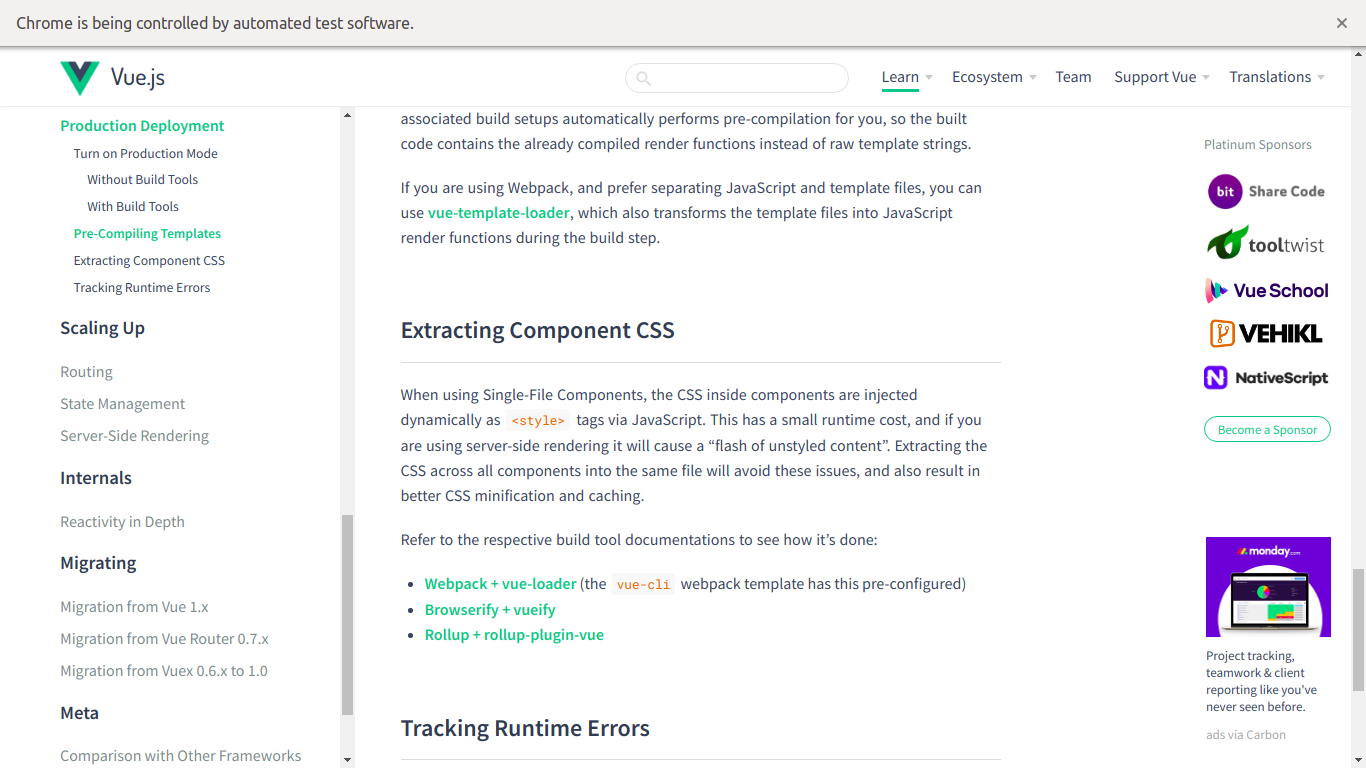 Chrome is being controlled by automated test software.
Vue.js
Learn
Ecosystem
Team
Support Vue
Translations
Production Deployment
Turn on Production Mode
Without Build Tools
With Build Tools
Pre-Compiling Templates
Extracting Component CSS
Tracking Runtime Errors
Scaling Up
Routing
State Management
Server-Side Rendering
Internals
Reactivity in Depth
Migrating
Migration from Vue 1.x
Migration from Vue Router 0.7.x
Migration from Vuex 0.6.x to 1.0
Meta
Comparison with Other Frameworks
associated build setups automatically performs pre-compilation for you, so the built
code contains the already compiled render functions instead of raw template strings.
If you are using Webpack, and prefer separating JavaScript and template files, you can
use vue-template-loader, which also transforms the template files into JavaScript
render functions during the build step.
Extracting Component CSS
When using Single-File Components, the CSS inside components are injected
dynamically as <style> tags via JavaScript. This has a small runtime cost, and if you
are using server-side rendering it will cause a “flash of unstyled content”. Extracting the
CSS across all components into the same file will avoid these issues, and also result in
better CSS minification and caching.
Refer to the respective build tool documentations to see how it’s done:
Webpack + vue-loader (the vue-cli webpack template has this pre-configured)
Browserify + vueify
Rollup + rollup-plugin-vue
Tracking Runtime Errors
Platinum Sponsors
bit Share Code
tooltwist
Vue School
VEHIKL
NativeScript
Become a Sponsor
monday.com
Project tracking,
teamwork & client
reporting like you've
never seen before.
ads via Carbon